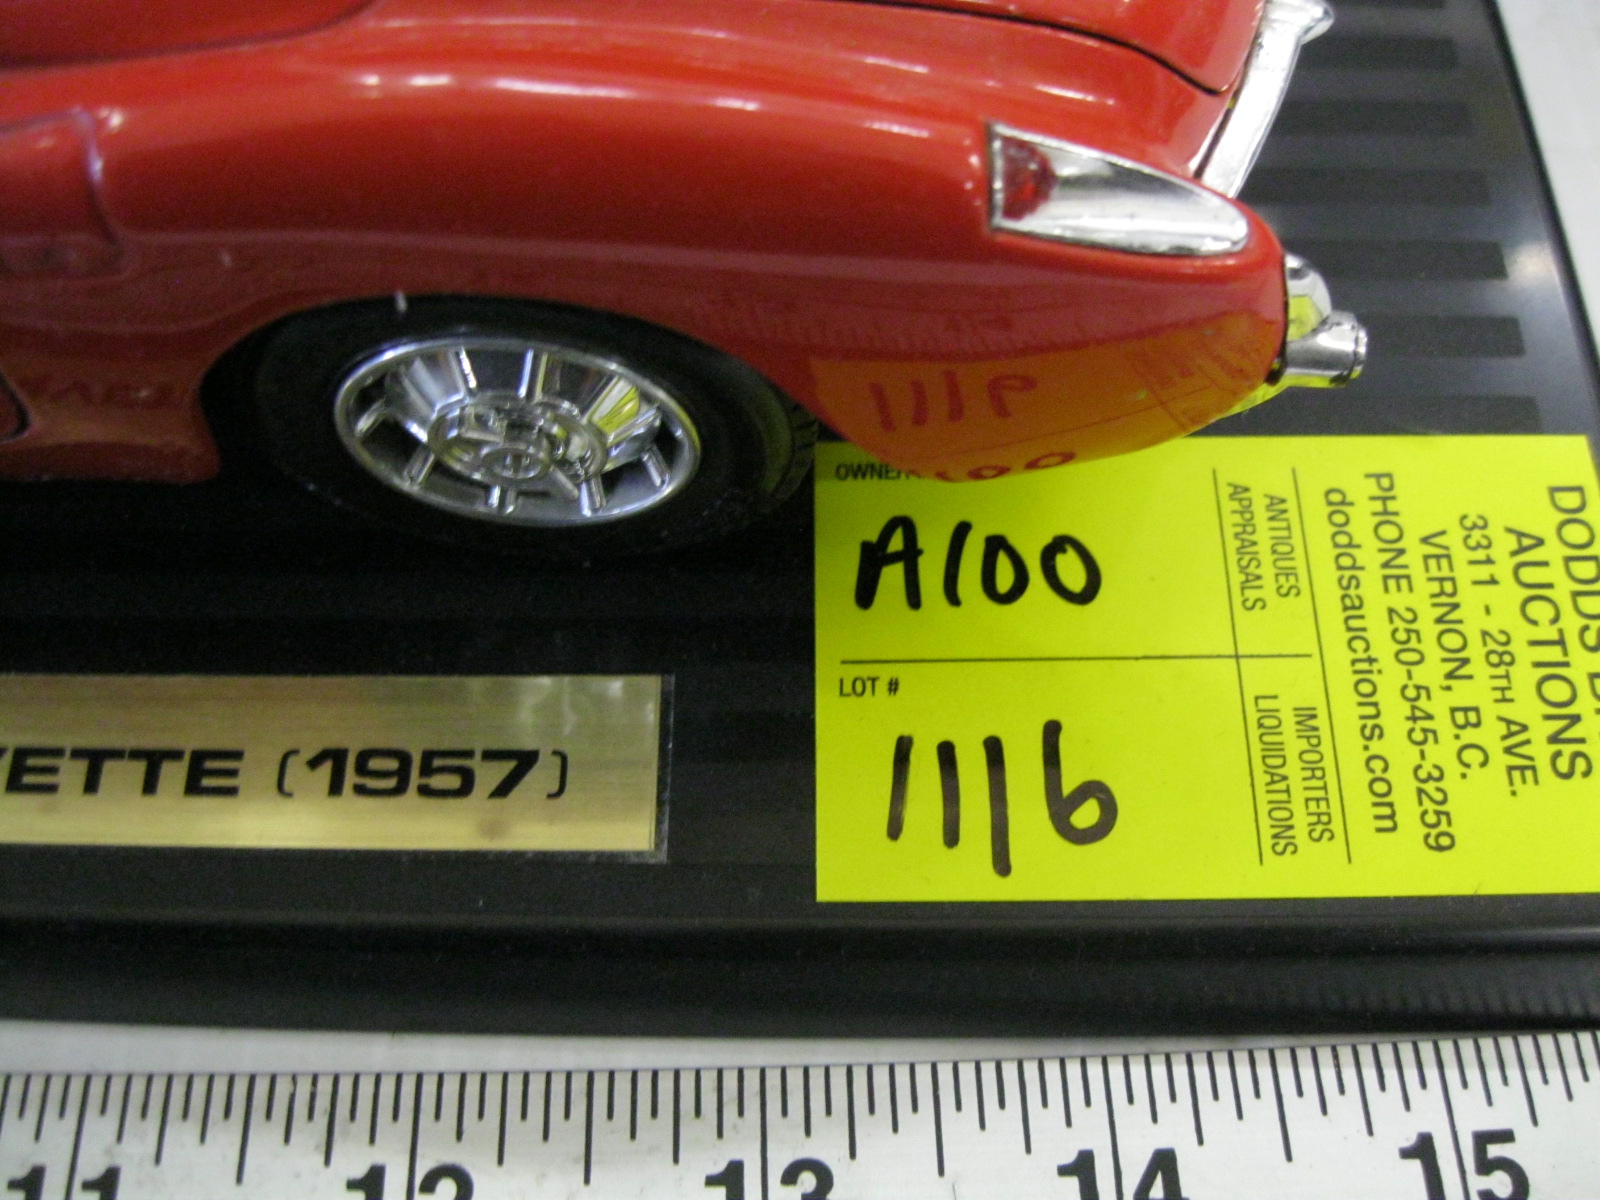 OWNER
A100
LOT #
1116
ANTIQUES
APPRAISALS
IMPORTERS
LIQUIDATIONS
DODDS
AUCTIONS
3311 - 28TH AVE.
VERNON, B.C.
PHONE 250-545-3259
doddsauctions.com
ETTE (1957)
11 12 13 14 15